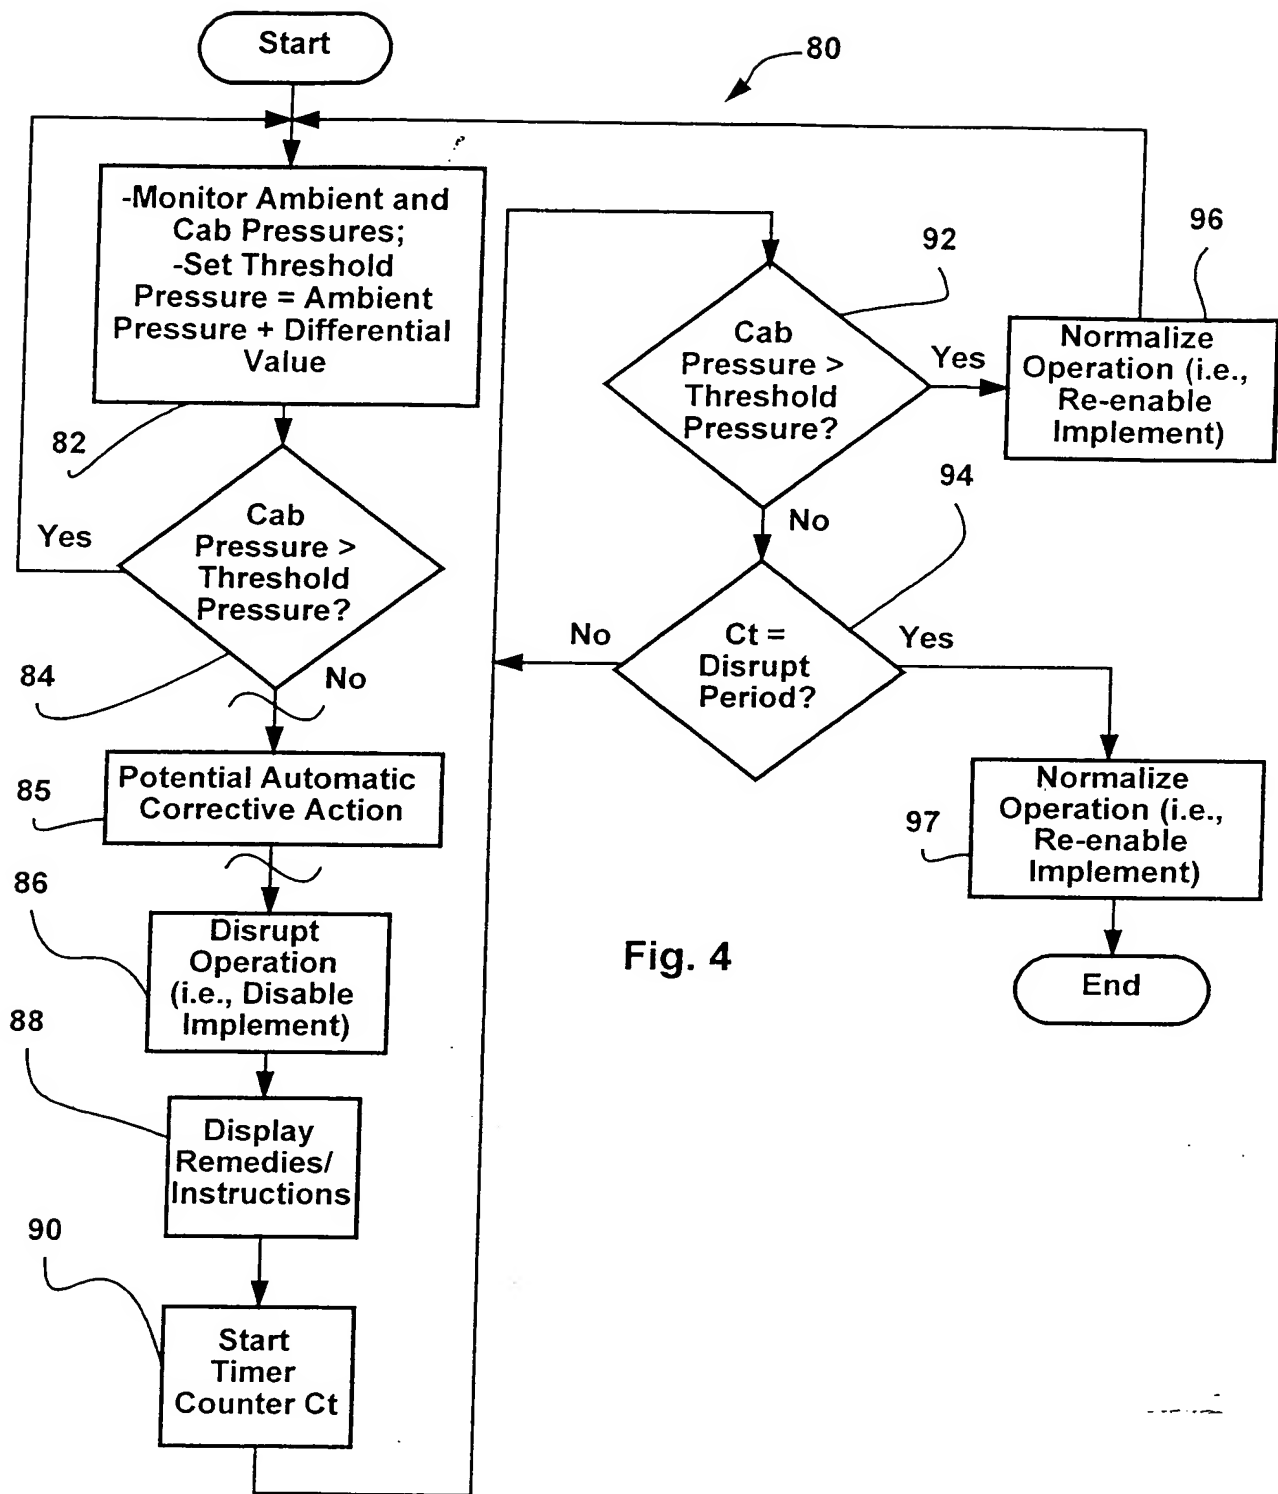 Start
80
-Monitor Ambient and
Cab Pressures;
-Set Threshold
Pressure = Ambient
Pressure + Differential
Value
82
Cab
Pressure >
Threshold
Pressure?
Yes
84
No
Potential Automatic
Corrective Action
85
86
Disrupt
Operation
(i.e., Disable
Implement)
88
Display
Remedies/
Instructions
90
Start
Timer
Counter Ct
92
Cab
Pressure >
Threshold
Pressure?
Yes
96
Normalize
Operation (i.e.,
Re-enable
Implement)
No
94
Ct =
Disrupt
Period?
No
Yes
Normalize
Operation (i.e.,
Re-enable
Implement)
97
End
Fig. 4